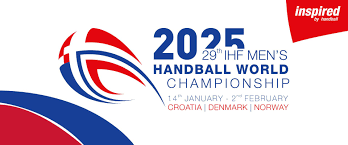 inspired
by handball
2025
29th IHF MEN'S
HANDBALL WORLD
CHAMPIONSHIP
14th JANUARY - 2nd FEBRUARY
CROATIA | DENMARK | NORWAY